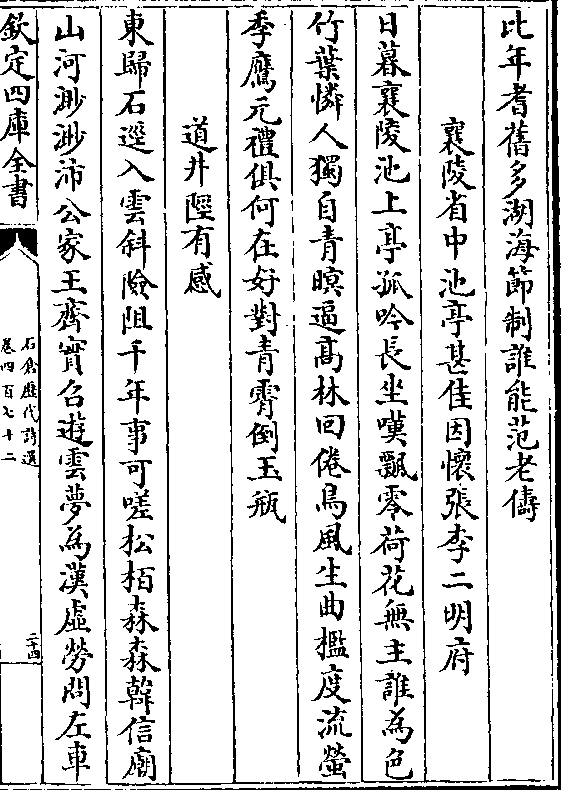 比年耆舊多湖海節制誰能范老儔
襄陵省中池亭甚佳因懷張李二明府
日暮襄陵池上亭孤吟長坐嘆飄零荷花無主誰為色
竹葉憐人獨自青暝逼髙林回倦鳥風生曲檻度流螢
季鷹元禮俱何在好對青霄倒玉瓶
道井陘有感
東歸石逕入雲斜險阻千年事可嗟松栢森森韓信廟
山河渺渺沛公家王齊實召遊雲夢為漢虛勞問左車
欽定四庫全書
石倉歷代詩選
卷四百七十二
二十四